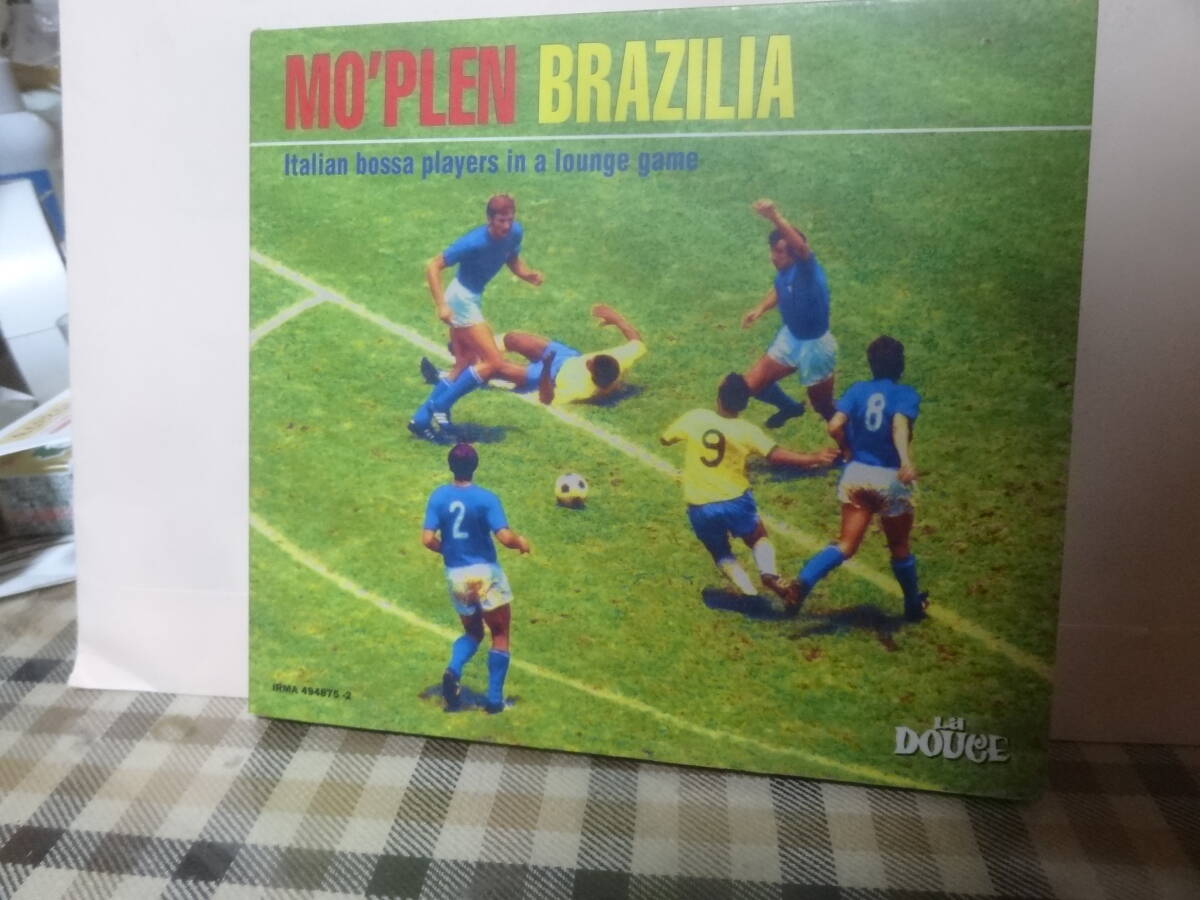 MO'PLEN BRAZILIA
Italian bossa players in a lounge game
9
8
2
IRMA 494875-2
La
DOUCE